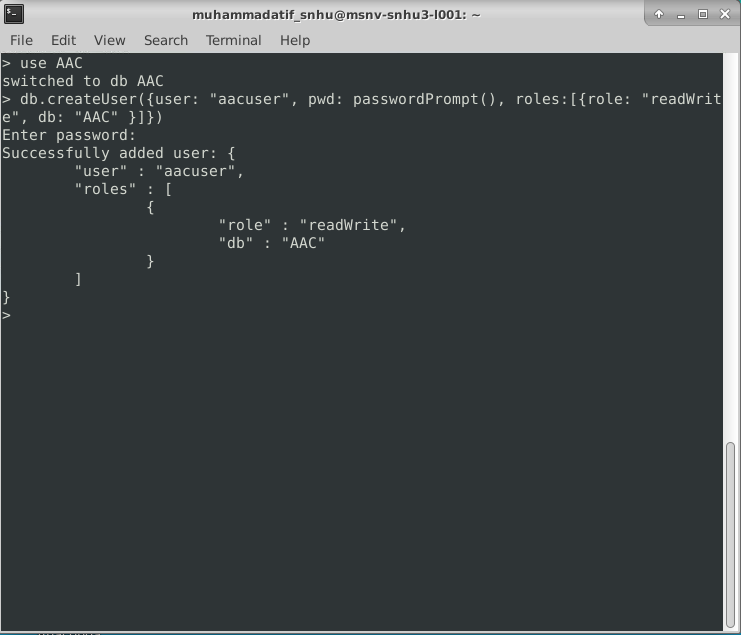 muhammadatif_snhu@msnv-snhu3-l001: ~
File Edit View Search Terminal Help
> use AAC
switched to db AAC
> db.createUser({user: "aacuser", pwd: passwordPrompt(), roles:[{role: "readWrit
e", db: "AAC" }]})
Enter password:
Successfully added user: {
        "user" : "aacuser",
        "roles" : [
                {
                        "role" : "readWrite",
                        "db" : "AAC"
                }
        ]
}
>